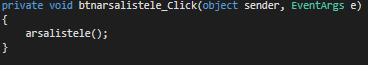 private void btnarsalistele_Click(object sender, EventArgs e)
{
    arsalistele();
}